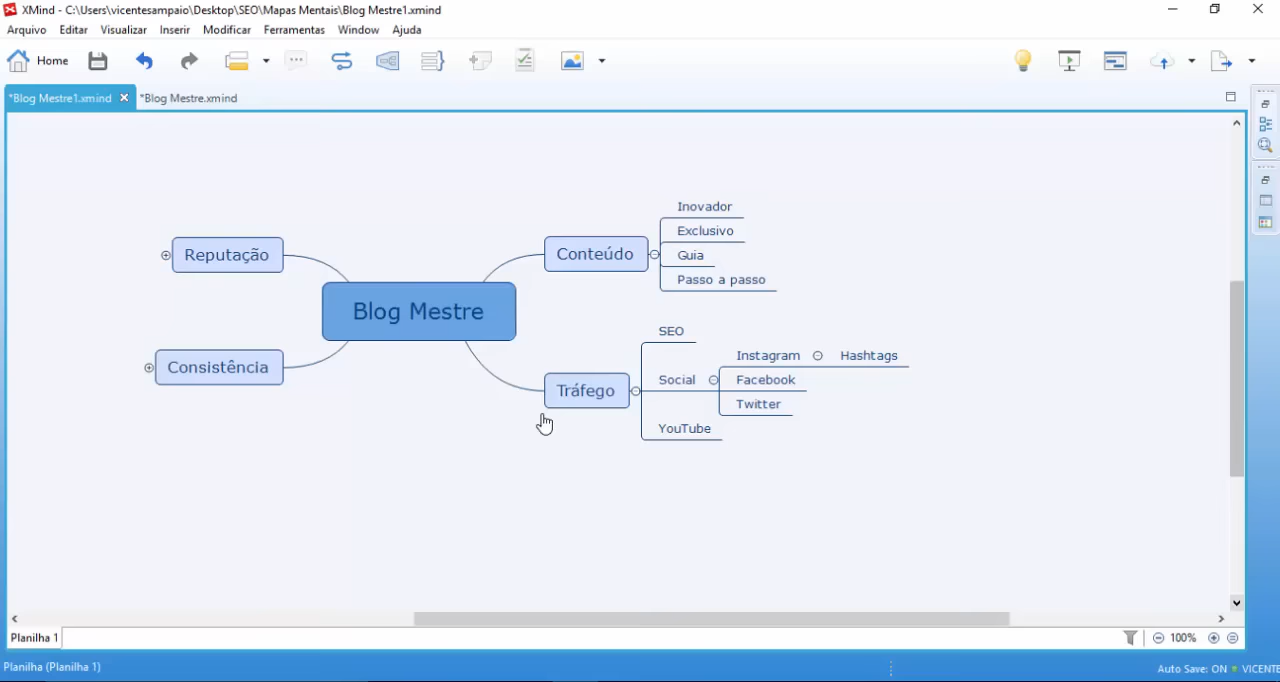 XMind - C:\Users\vicentesampaio\Desktop\SEO\Mapas Mentais\Blog Mestre1.xmind
Arquivo Editar Visualizar Inserir Modificar Ferramentas Window Ajuda
Home
*Blog Mestre1.xmind *Blog Mestre.xmind
Reputação
Consistência
Blog Mestre
Conteúdo
Inovador
Exclusivo
Guia
Passo a passo
Tráfego
SEO
Social
Instagram
Hashtags
Facebook
Twitter
YouTube
Planilha 1
100%
Planilha (Planilha 1)
Auto Save: ON VICENTE